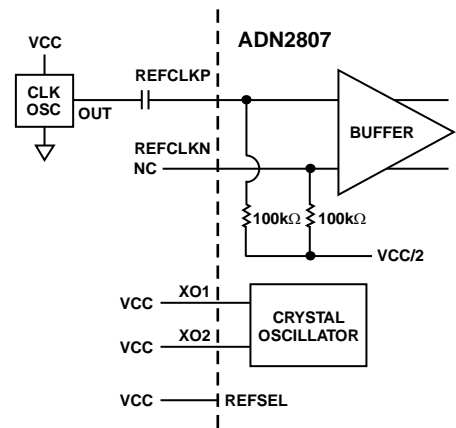 ADN2807
VCC
CLK
OSC
OUT
REFCLKP
REFCLKN
NC
BUFFER
100kΩ
100kΩ
VCC/2
VCC
XO1
VCC
XO2
CRYSTAL
OSCILLATOR
VCC
REFSEL